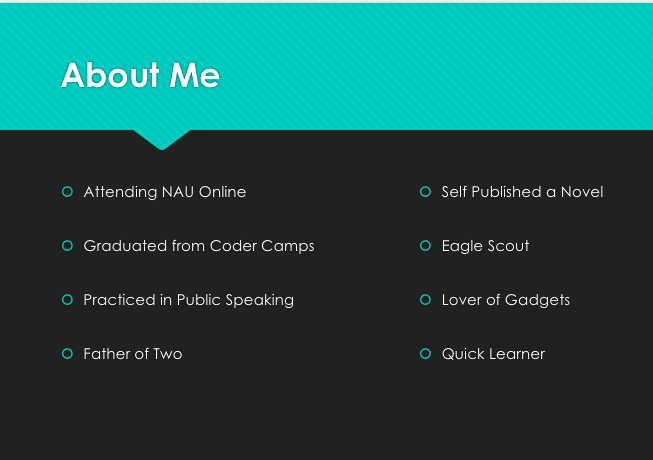 About Me
Attending NAU Online
Graduated from Coder Camps
Practiced in Public Speaking
Father of Two
Self Published a Novel
Eagle Scout
Lover of Gadgets
Quick Learner